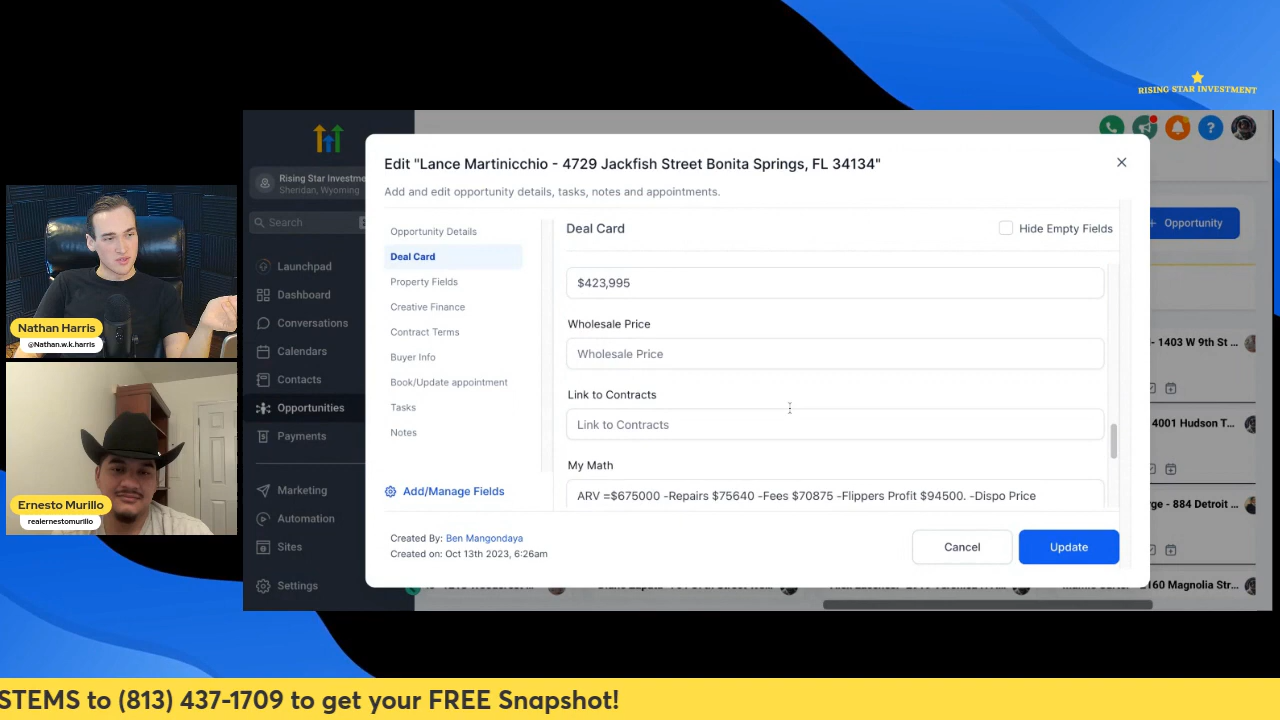 RISING STAR INVESTMENT
Rising Star Investme
Sheridan, Wyoming
Search
Launchpad
Dashboard
Conversations
Calendars
Contacts
Opportunities
Payments
Marketing
Automation
Sites
Settings
Opportunity
Edit "Lance Martinicchio - 4729 Jackfish Street Bonita Springs, FL 34134"
Add and edit opportunity details, tasks, notes and appointments.
Opportunity Details
Deal Card
Property Fields
Creative Finance
Contract Terms
Buyer Info
Book/Update appointment
Tasks
Notes
Add/Manage Fields
Deal Card
Hide Empty Fields
$423,995
Wholesale Price
Wholesale Price
Link to Contracts
Link to Contracts
My Math
ARV =$675000 -Repairs $75640 -Fees $70875 -Flippers Profit $94500. -Dispo Price
Created By: Ben Mangondaya
Created on: Oct 13th 2023, 6:26am
Cancel
Update
- 1403 W 9th St ...
4001 Hudson T...
rge - 884 Detroit ...
160 Magnolia Str...
Nathan Harris
@Nathan.w.k.harris
Ernesto Murillo
realernestomurillo
STEMS to (813) 437-1709 to get your FREE Snapshot!